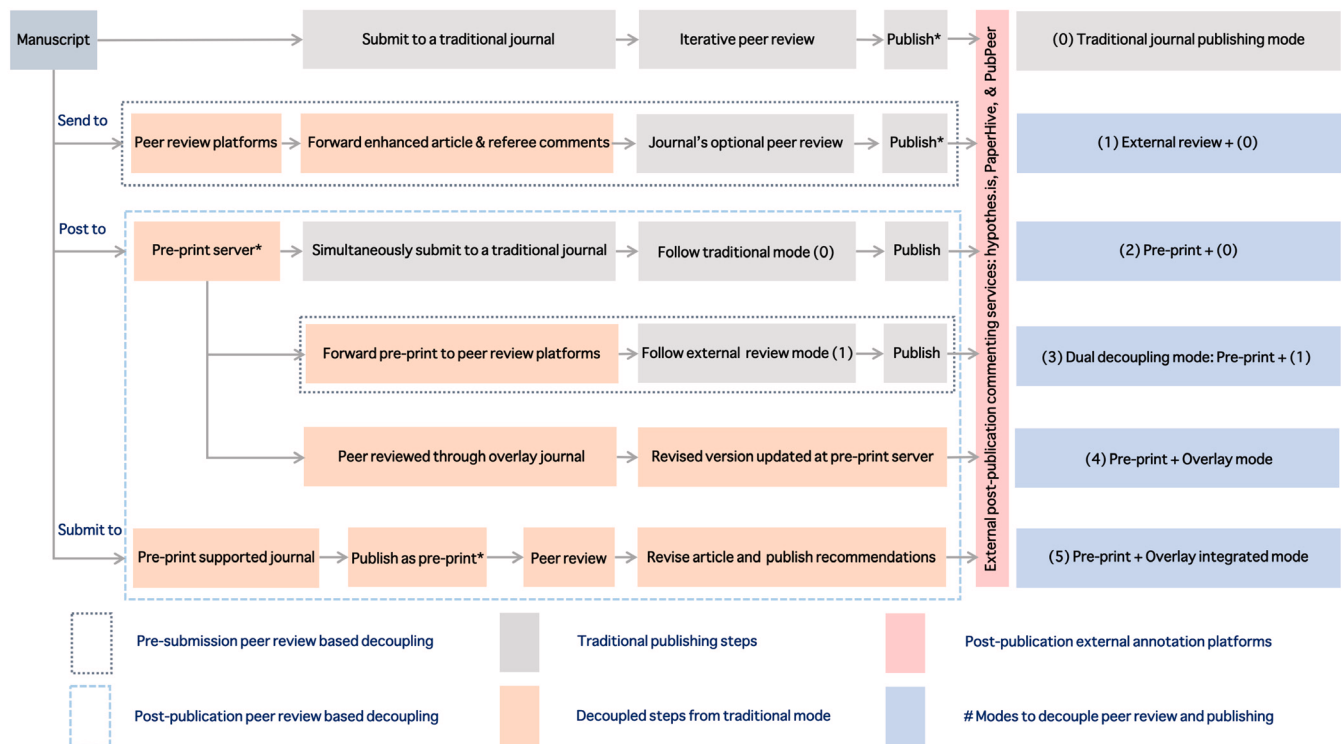 Manuscript
Submit to a traditional journal
Iterative peer review
Publish*
(0) Traditional journal publishing mode
Send to
Peer review platforms
Forward enhanced article & referee comments
Journal's optional peer review
Publish*
(1) External review + (0)
Post to
Pre-print server*
Simultaneously submit to a traditional journal
Follow traditional mode (0)
Publish
(2) Pre-print + (0)
Forward pre-print to peer review platforms
Follow external review mode (1)
Publish
(3) Dual decoupling mode: Pre-print + (1)
Peer reviewed through overlay journal
Revised version updated at pre-print server
(4) Pre-print + Overlay mode
Submit to
Pre-print supported journal
Publish as pre-print*
Peer review
Revise article and publish recommendations
(5) Pre-print + Overlay integrated mode
External post-publication commenting services: hypothes.is, PaperHive, & PubPeer
Pre-submission peer review based decoupling
Traditional publishing steps
Post-publication external annotation platforms
Post-publication peer review based decoupling
Decoupled steps from traditional mode
# Modes to decouple peer review and publishing